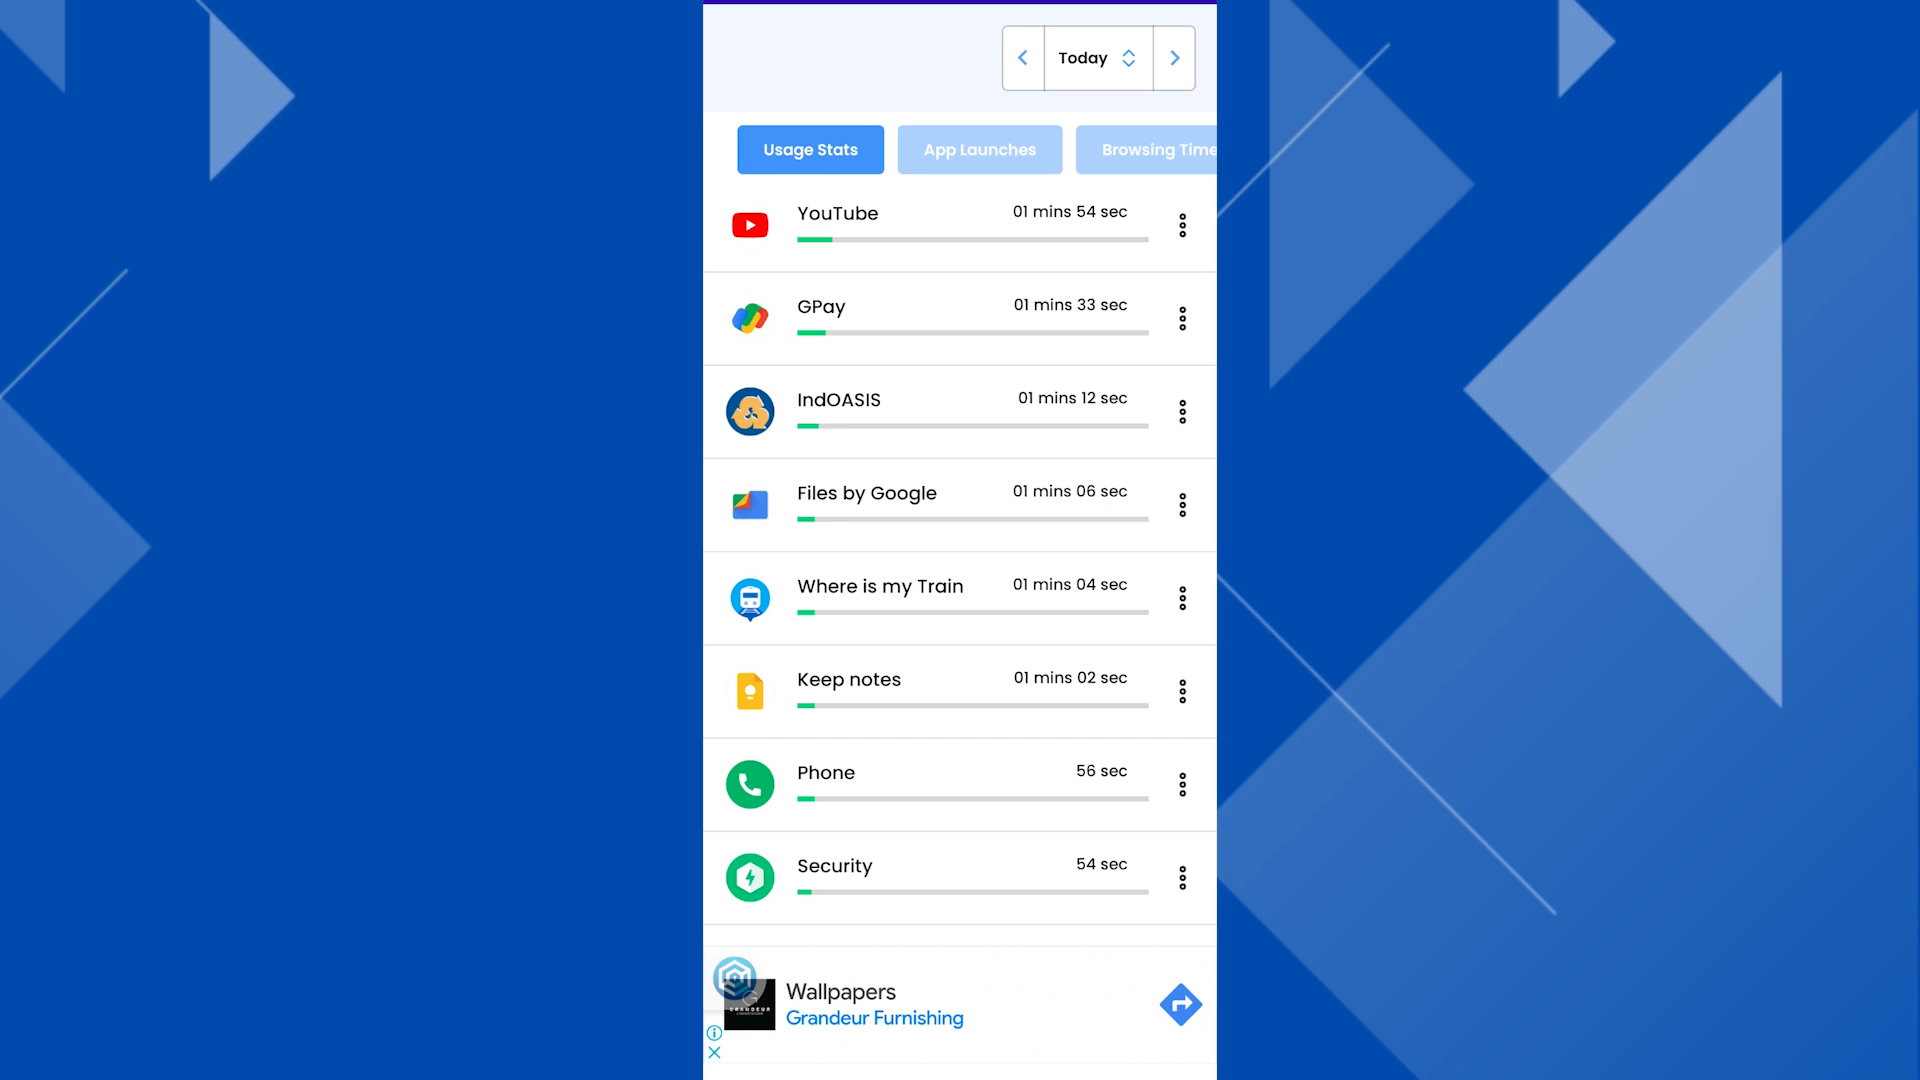 Today
Usage Stats
App Launches
Browsing Time
YouTube
01 mins 54 sec
GPay
01 mins 33 sec
IndOASIS
01 mins 12 sec
Files by Google
01 mins 06 sec
Where is my Train
01 mins 04 sec
Keep notes
01 mins 02 sec
Phone
56 sec
Security
54 sec
GRANDEUR
Wallpapers
Grandeur Furnishing